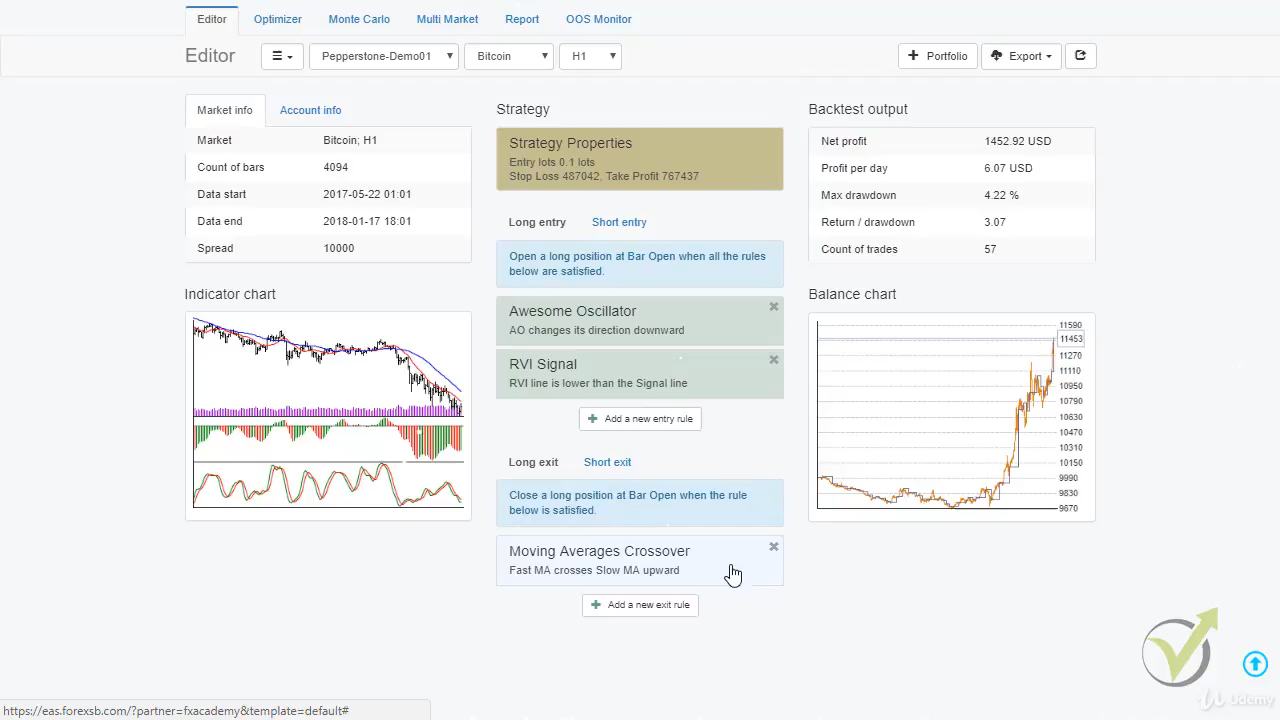 Editor
Optimizer
Monte Carlo
Multi Market
Report
OOS Monitor
Editor
Pepperstone-Demo01
Bitcoin
H1
Portfolio
Export
Market info
Account info
Market Bitcoin; H1
Count of bars 4094
Data start 2017-05-22 01:01
Data end 2018-01-17 18:01
Spread 10000
Indicator chart
Strategy
Strategy Properties
Entry lots 0.1 lots
Stop Loss 487042, Take Profit 767437
Long entry
Short entry
Open a long position at Bar Open when all the rules
below are satisfied.
Awesome Oscillator
AO changes its direction downward
RVI Signal
RVI line is lower than the Signal line
Add a new entry rule
Long exit
Short exit
Close a long position at Bar Open when the rule
below is satisfied.
Moving Averages Crossover
Fast MA crosses Slow MA upward
Add a new exit rule
Backtest output
Net profit 1452.92 USD
Profit per day 6.07 USD
Max drawdown 4.22 %
Return / drawdown 3.07
Count of trades 57
Balance chart
11590
11453
11270
11110
10950
10790
10630
10470
10310
10150
9990
9830
9670
https://eas.forexsb.com/?partner=fxacademy&template=default#
Udemy